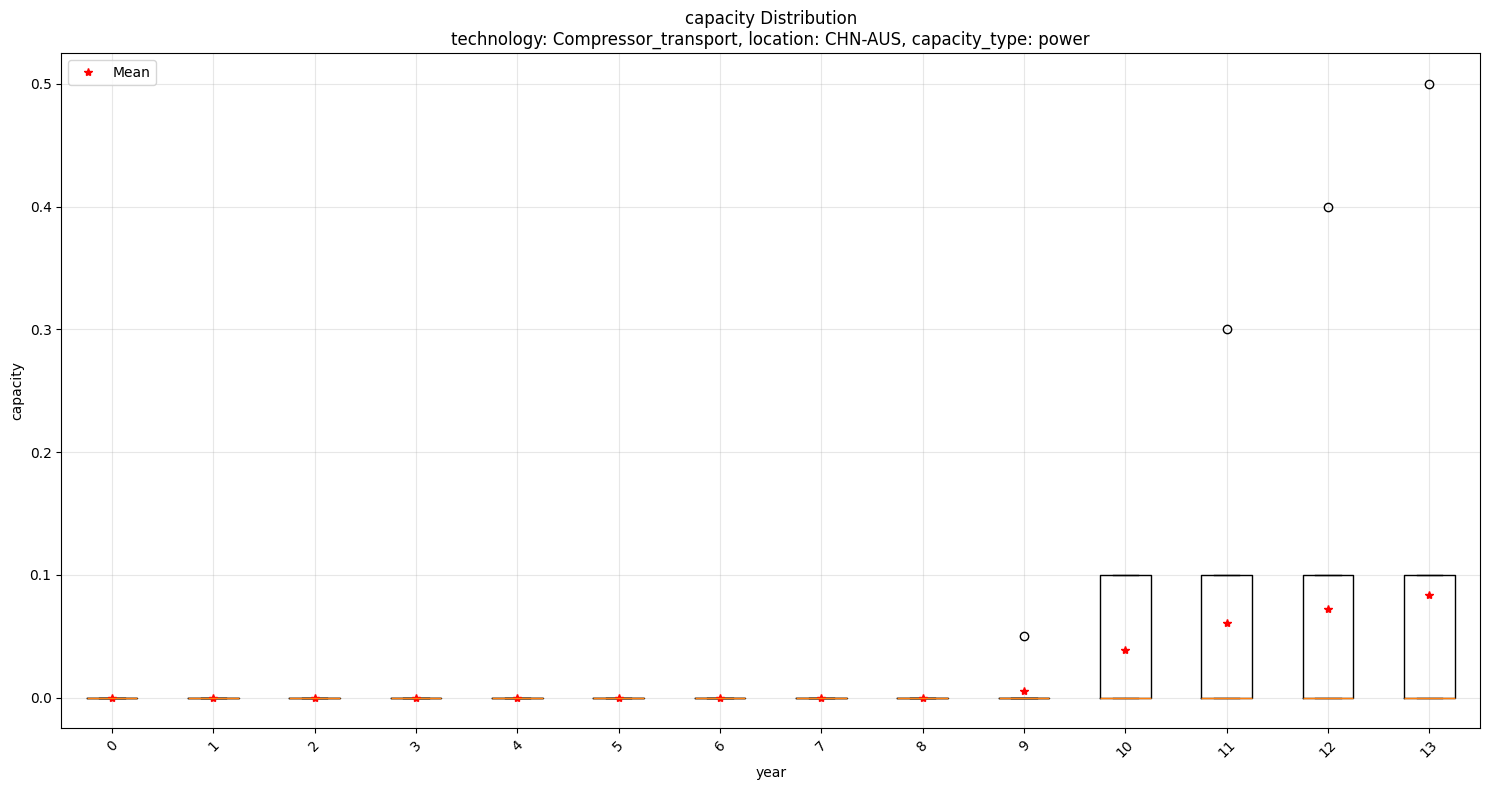 capacity Distribution
technology: Compressor_transport, location: CHN-AUS, capacity_type: power
Mean
capacity
0.5
0.4
0.3
0.2
0.1
0.0
0 1 2 3 4 5 6 7 8 9 10 11 12 13
year